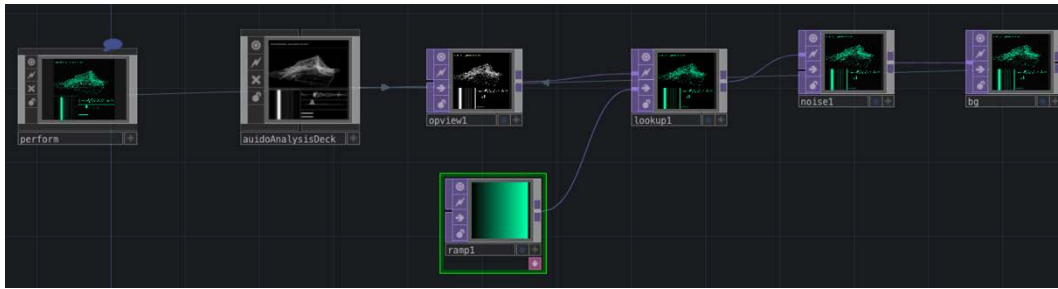 perform
auidoAnalysisDeck
opview1
lookup1
noise1
bg
ramp1